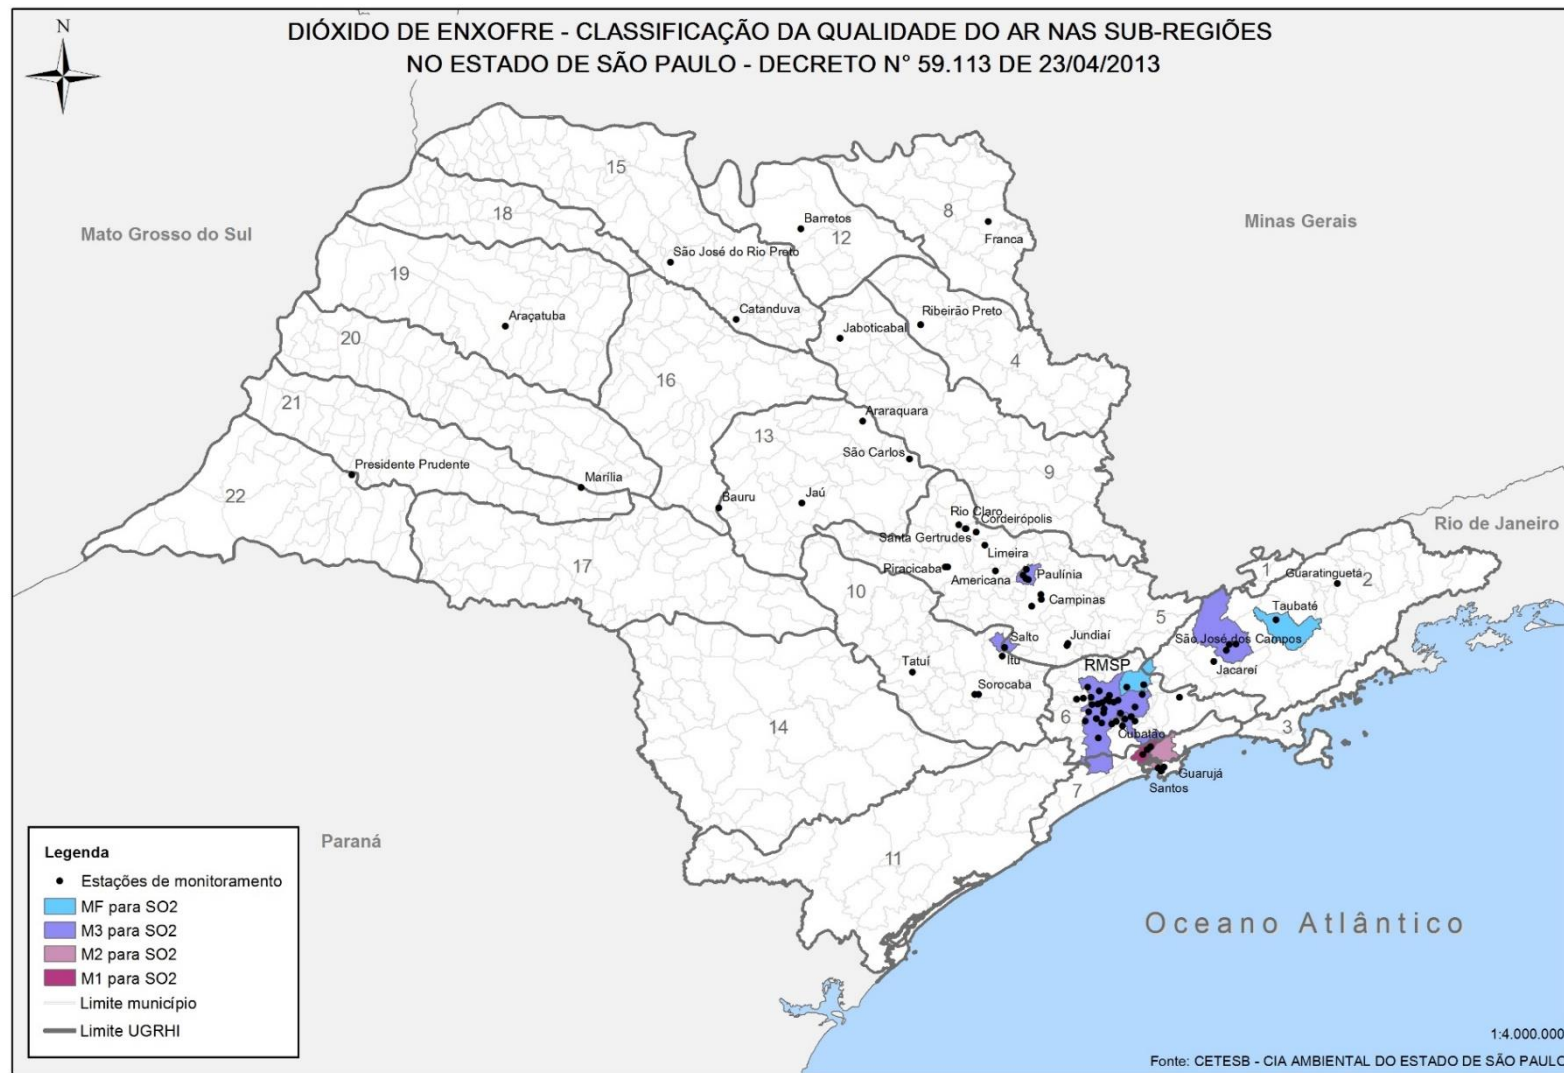 DIÓXIDO DE ENXOFRE - CLASSIFICAÇÃO DA QUALIDADE DO AR NAS SUB-REGIÕES
NO ESTADO DE SÃO PAULO - DECRETO N° 59.113 DE 23/04/2013
N
15
Mato Grosso do Sul
18
Barretos
8
Minas Gerais
12
Franca
São José do Rio Preto
19
Araçatuba
Catanduva
Ribeirão Preto
Jaboticabal
20
4
16
21
Araraquara
13
São Carlos
Presidente Prudente
Marília
9
22
Bauru
Jaú
Rio Claro
Cordeirópolis
Rio de Janeiro
Santa Gertrudes
Limeira
17
Piracicaba
Americana
Paulínia
1
Guaratinguetá
2
10
Campinas
5
Taubaté
Salto
Jundiaí
São José dos Campos
Itu
RMSP
Tatuí
Jacareí
Sorocaba
6
14
Cubatão
3
Guarujá
7
Santos
Paraná
11
Oceano Atlântico
Legenda
Estações de monitoramento
MF para SO2
M3 para SO2
M2 para SO2
M1 para SO2
Limite município
Limite UGRHI
1:4.000.000
Fonte: CETESB - CIA AMBIENTAL DO ESTADO DE SÃO PAULO